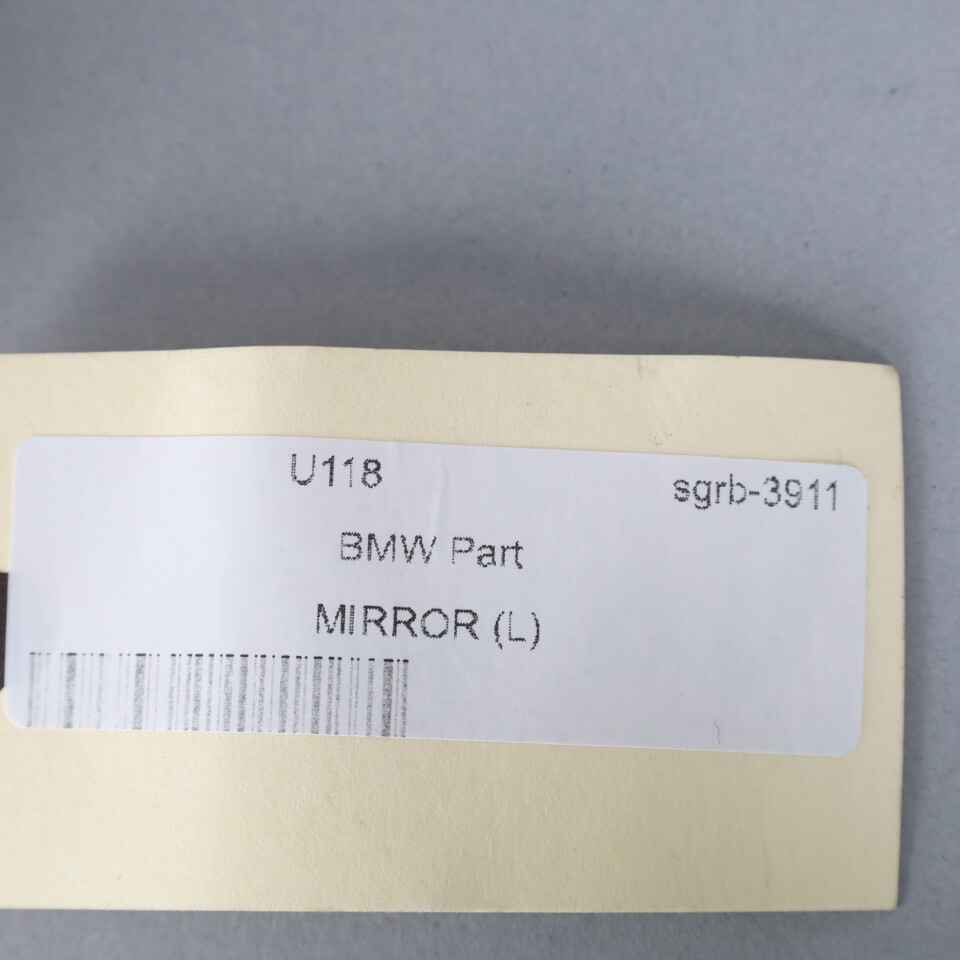 U118 sgrb-3911
BMW Part
MIRROR (L)